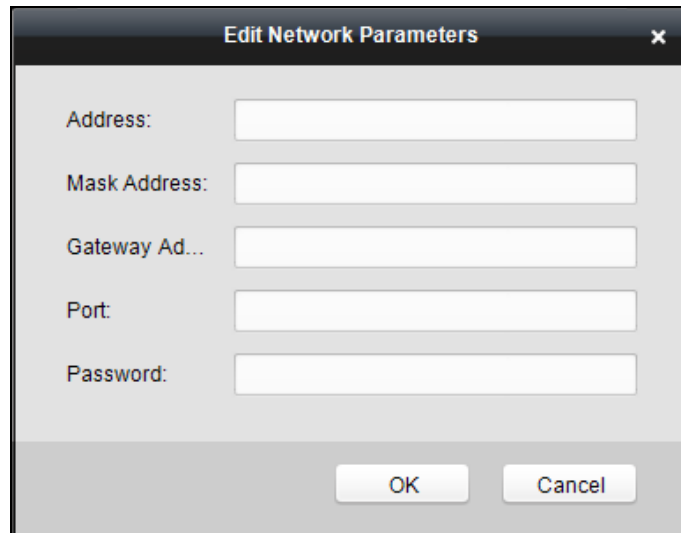 Edit Network Parameters
Address:
Mask Address:
Gateway Ad...
Port:
Password:
OK Cancel